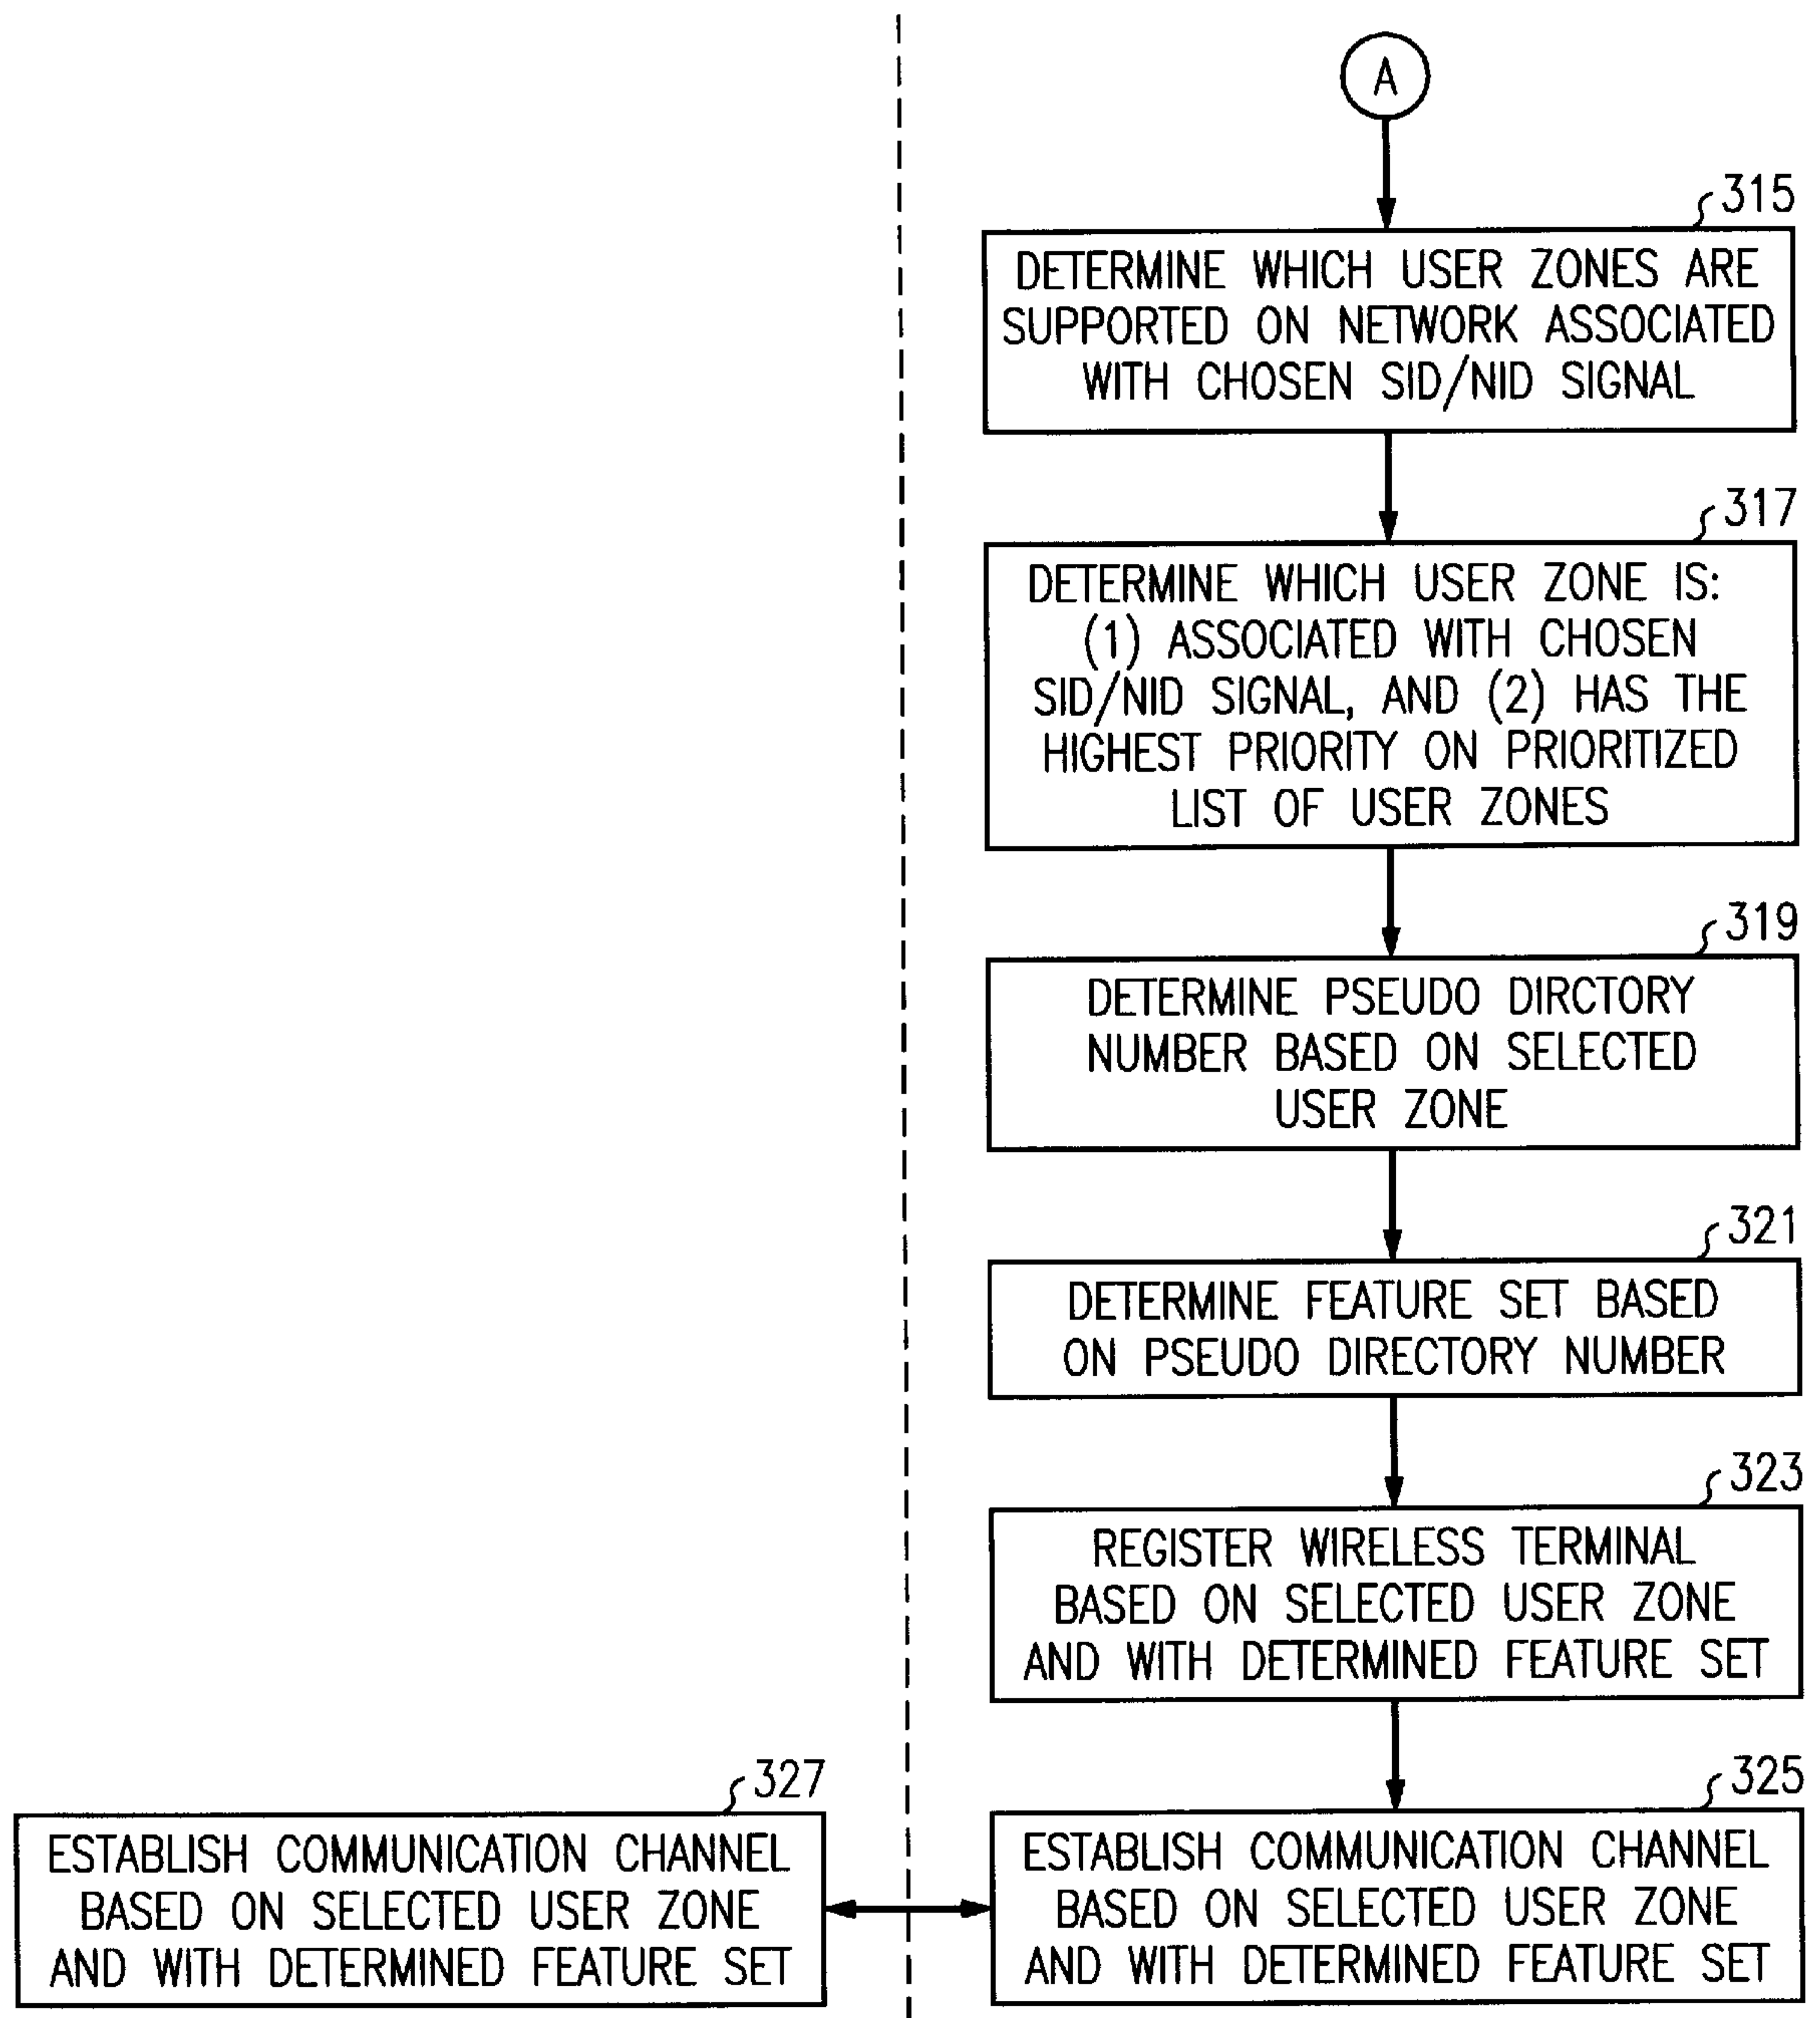 A
315
DETERMINE WHICH USER ZONES ARE
SUPPORTED ON NETWORK ASSOCIATED
WITH CHOSEN SID/NID SIGNAL
317
DETERMINE WHICH USER ZONE IS:
(1) ASSOCIATED WITH CHOSEN
SID/NID SIGNAL, AND (2) HAS THE
HIGHEST PRIORITY ON PRIORITIZED
LIST OF USER ZONES
319
DETERMINE PSEUDO DIRCTORY
NUMBER BASED ON SELECTED
USER ZONE
321
DETERMINE FEATURE SET BASED
ON PSEUDO DIRECTORY NUMBER
323
REGISTER WIRELESS TERMINAL
BASED ON SELECTED USER ZONE
AND WITH DETERMINED FEATURE SET
327
ESTABLISH COMMUNICATION CHANNEL
BASED ON SELECTED USER ZONE
AND WITH DETERMINED FEATURE SET
325
ESTABLISH COMMUNICATION CHANNEL
BASED ON SELECTED USER ZONE
AND WITH DETERMINED FEATURE SET